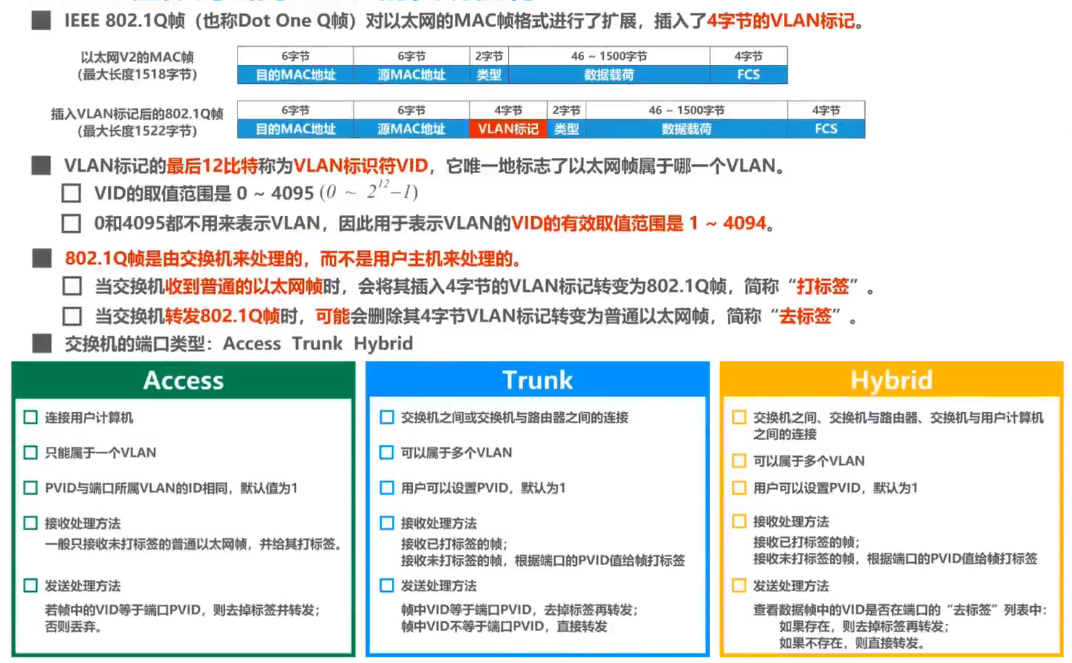 IEEE 802.1Q帧（也称Dot One Q帧）对以太网的MAC帧格式进行了扩展，插入了4字节的VLAN标记。
以太网V2的MAC帧
（最大长度1518字节）
6字节 6字节 2字节 46 ~ 1500字节 4字节
目的MAC地址 源MAC地址 类型 数据载荷 FCS
插入VLAN标记后的802.1Q帧
（最大长度1522字节）
6字节 6字节 4字节 2字节 46 ~ 1500字节 4字节
目的MAC地址 源MAC地址 VLAN标记 类型 数据载荷 FCS
VLAN标记的最后12比特称为VLAN标识符VID，它唯一地标志了以太网帧属于哪一个VLAN。
VID的取值范围是 0 ~ 4095 (0 ~ 2¹²−1)
0和4095都不用来表示VLAN，因此用于表示VLAN的VID的有效取值范围是 1 ~ 4094。
802.1Q帧是由交换机来处理的，而不是用户主机来处理的。
当交换机收到普通的以太网帧时，会将其插入4字节的VLAN标记转变为802.1Q帧，简称“打标签”。
当交换机转发802.1Q帧时，可能会删除其4字节VLAN标记转变为普通以太网帧，简称“去标签”。
交换机的端口类型：Access Trunk Hybrid
Access
连接用户计算机
只能属于一个VLAN
PVID与端口所属VLAN的ID相同，默认值为1
接收处理方法
一般只接收未打标签的普通以太网帧，并给其打标签。
发送处理方法
若帧中的VID等于端口PVID，则去掉标签并转发；
否则丢弃。
Trunk
交换机之间或交换机与路由器之间的连接
可以属于多个VLAN
用户可以设置PVID，默认为1
接收处理方法
接收已打标签的帧；
接收未打标签的帧，根据端口的PVID值给帧打标签
发送处理方法
帧中VID等于端口PVID，去掉标签再转发；
帧中VID不等于端口PVID，直接转发
Hybrid
交换机之间、交换机与路由器、交换机与用户计算机
之间的连接
可以属于多个VLAN
用户可以设置PVID，默认为1
接收处理方法
接收已打标签的帧；
接收未打标签的帧，根据端口的PVID值给帧打标签
发送处理方法
查看数据帧中的VID是否在端口的“去标签”列表中：
如果存在，则去掉标签再转发；
如果不存在，则直接转发。